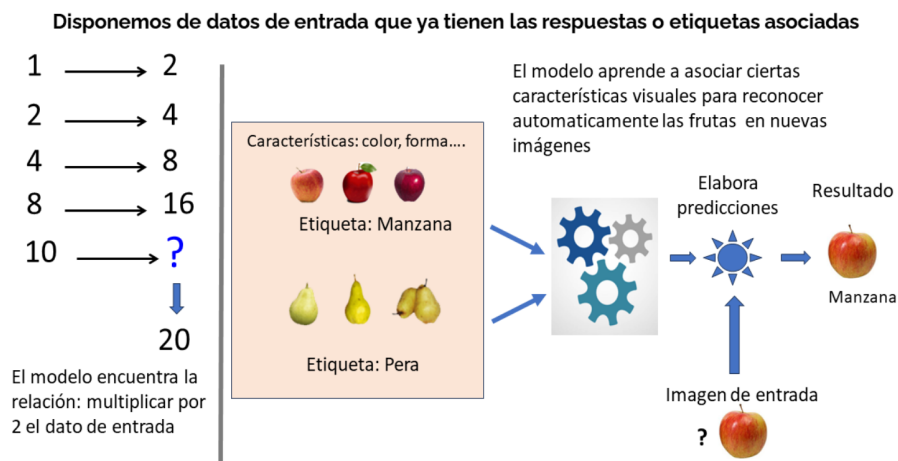 Disponemos de datos de entrada que ya tienen las respuestas o etiquetas asociadas
1 2
2 4
4 8
8 16
10 ?
20
El modelo encuentra la
relación: multiplicar por
2 el dato de entrada
Características: color, forma....
Etiqueta: Manzana
Etiqueta: Pera
El modelo aprende a asociar ciertas
características visuales para reconocer
automaticamente las frutas en nuevas
imágenes
Elabora
predicciones
Resultado
Manzana
Imagen de entrada
?